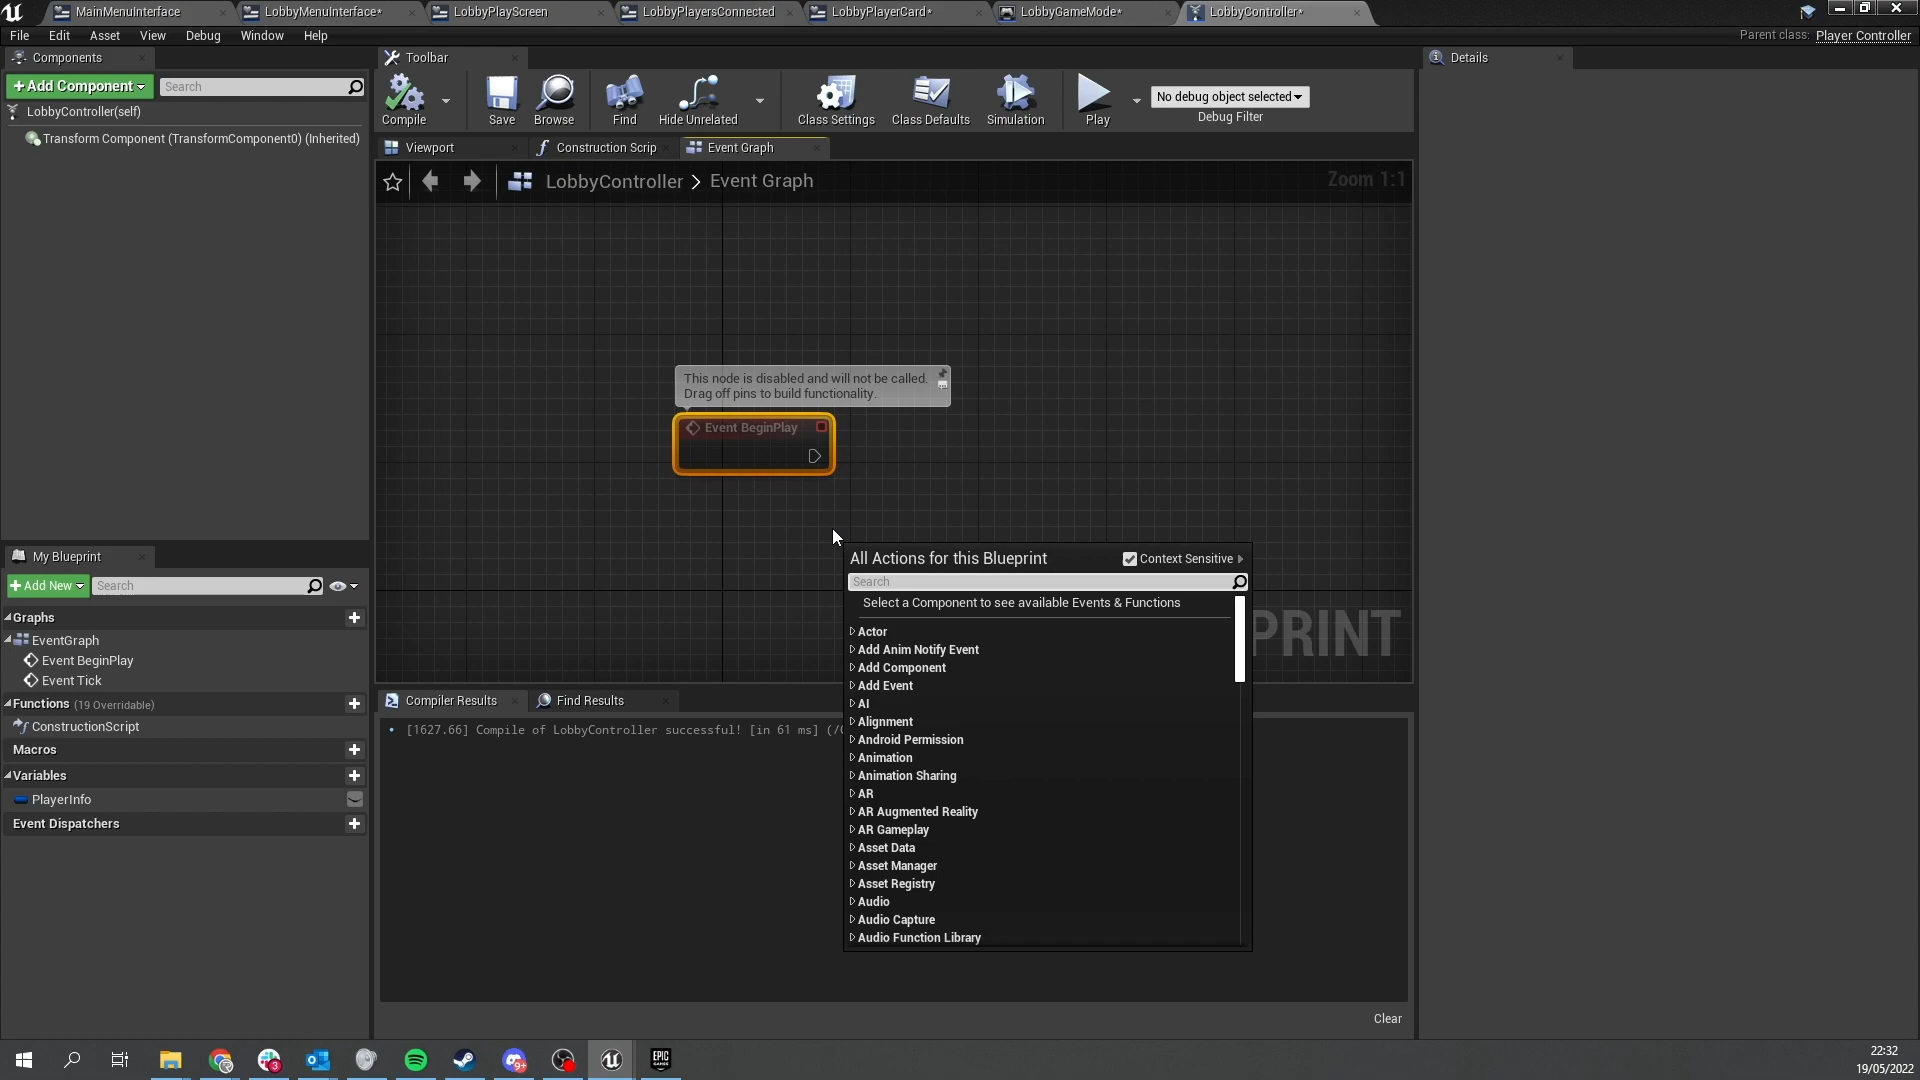 MainMenuInterface
LobbyMenuInterface*
LobbyPlayScreen
LobbyPlayersConnected
LobbyPlayerCard*
LobbyGameMode*
LobbyController*
File Edit Asset View Debug Window Help
Parent class: Player Controller
Components
Toolbar
Details
+Add Component
Search
LobbyController(self)
Transform Component (TransformComponent0) (Inherited)
Compile
Save
Browse
Find
Hide Unrelated
Class Settings
Class Defaults
Simulation
Play
No debug object selected
Debug Filter
Viewport
Construction Scrip
Event Graph
LobbyController > Event Graph
Zoom 1:1
This node is disabled and will not be called.
Drag off pins to build functionality.
Event BeginPlay
All Actions for this Blueprint
Context Sensitive
Search
Select a Component to see available Events & Functions
Actor
Add Anim Notify Event
Add Component
Add Event
AI
Alignment
Android Permission
Animation
Animation Sharing
AR
AR Augmented Reality
AR Gameplay
Asset Data
Asset Manager
Asset Registry
Audio
Audio Capture
Audio Function Library
PRINT
My Blueprint
+Add New
Search
Graphs
EventGraph
Event BeginPlay
Event Tick
Functions (19 Overridable)
ConstructionScript
Macros
Variables
PlayerInfo
Event Dispatchers
Compiler Results
Find Results
[1627.66] Compile of LobbyController successful! [in 61 ms] (/
Clear
3
9+
EPIC
GAMES
22:32
19/05/2022